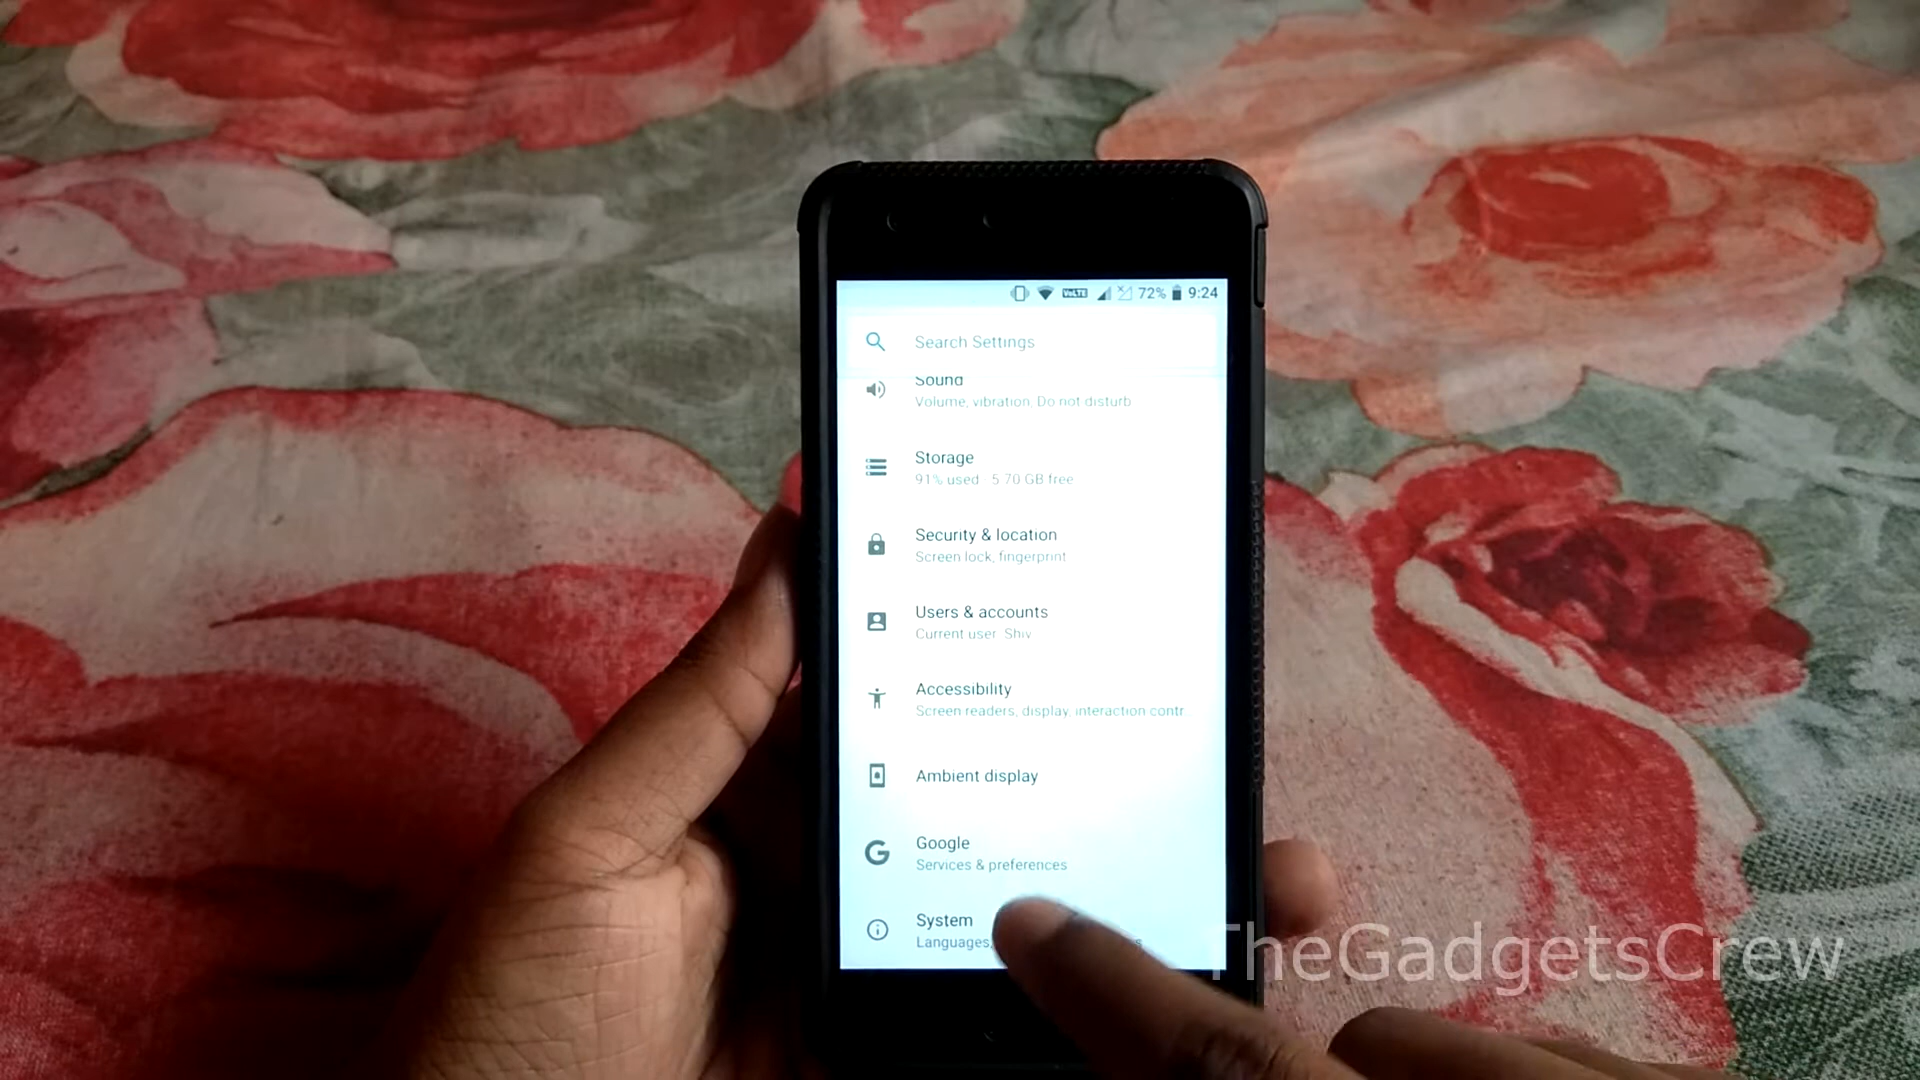 VoLTE 72% 9:24
Search Settings
Sound
Volume, vibration, Do not disturb
Storage
91% used 5.70 GB free
Security & location
Screen lock, fingerprint
Users & accounts
Current user: Shiv
Accessibility
Screen readers, display, interaction contr
Ambient display
Google
Services & preferences
System
Languages,
TheGadgetsCrew